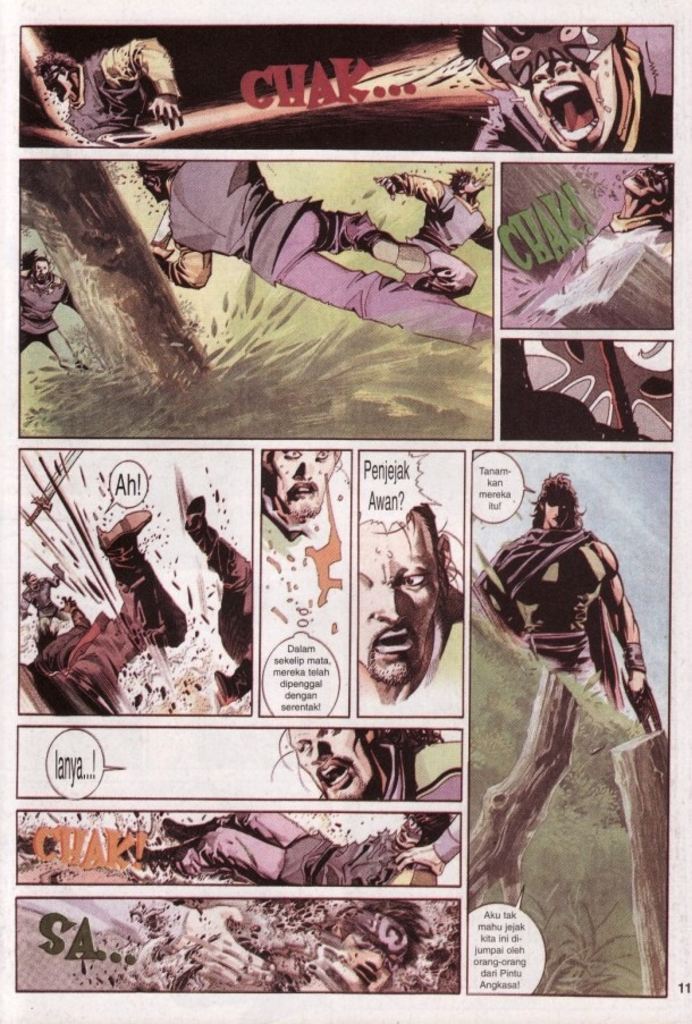 CHAK...
CHAK!
Ah!
Dalam
sekelip mata,
mereka telah
dipenggal
dengan
serentak!
Penjejak
Awan?
Tanam-
kan
mereka
itu!
Ianya...!
CHAK!
SA...
Aku tak
mahu jejak
kita ini di-
jumpai oleh
orang-orang
dari Pintu
Angkasa!
11